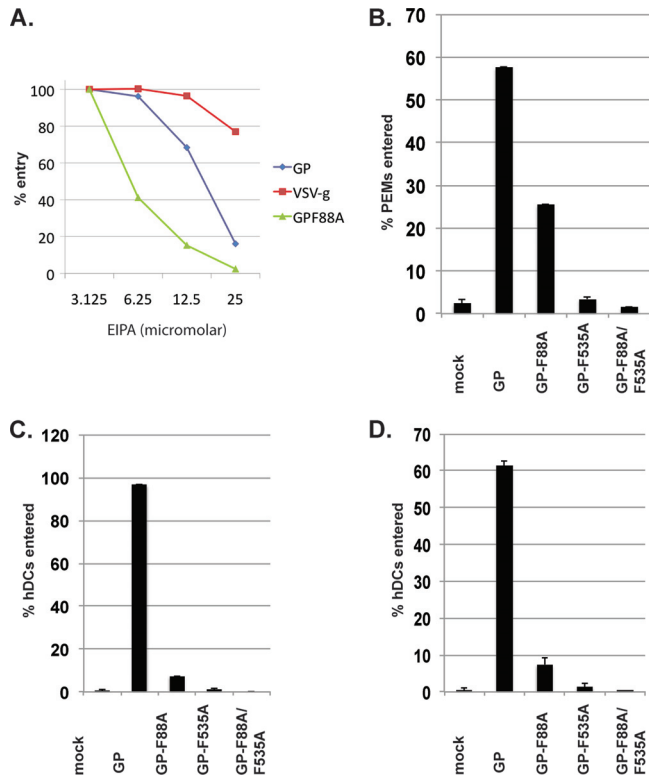 A.
100
80
60
40
20
0
% entry
3.125 6.25 12.5 25
EIPA (micromolar)
GP
VSV-g
GPF88A
B.
70
60
50
40
30
20
10
0
% PEMs entered
mock
GP
GP-F88A
GP-F535A
GP-F88A/
F535A
C.
120
100
80
60
40
20
0
% hDCs entered
mock
GP
GP-F88A
GP-F535A
GP-F88A/
F535A
D.
70
60
50
40
30
20
10
0
% hDCs entered
mock
GP
GP-F88A
GP-F535A
GP-F88A/
F535A